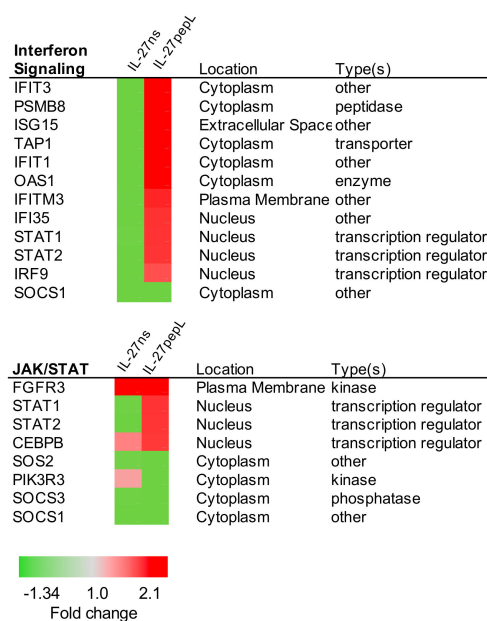 IL-27ns IL-27pepL
Interferon
Signaling Location Type(s)
IFIT3 Cytoplasm other
PSMB8 Cytoplasm peptidase
ISG15 Extracellular Space other
TAP1 Cytoplasm transporter
IFIT1 Cytoplasm other
OAS1 Cytoplasm enzyme
IFITM3 Plasma Membrane other
IFI35 Nucleus other
STAT1 Nucleus transcription regulator
STAT2 Nucleus transcription regulator
IRF9 Nucleus transcription regulator
SOCS1 Cytoplasm other
IL-27ns IL-27pepL
JAK/STAT Location Type(s)
FGFR3 Plasma Membrane kinase
STAT1 Nucleus transcription regulator
STAT2 Nucleus transcription regulator
CEBPB Nucleus transcription regulator
SOS2 Cytoplasm other
PIK3R3 Cytoplasm kinase
SOCS3 Cytoplasm phosphatase
SOCS1 Cytoplasm other
-1.34 1.0 2.1
Fold change